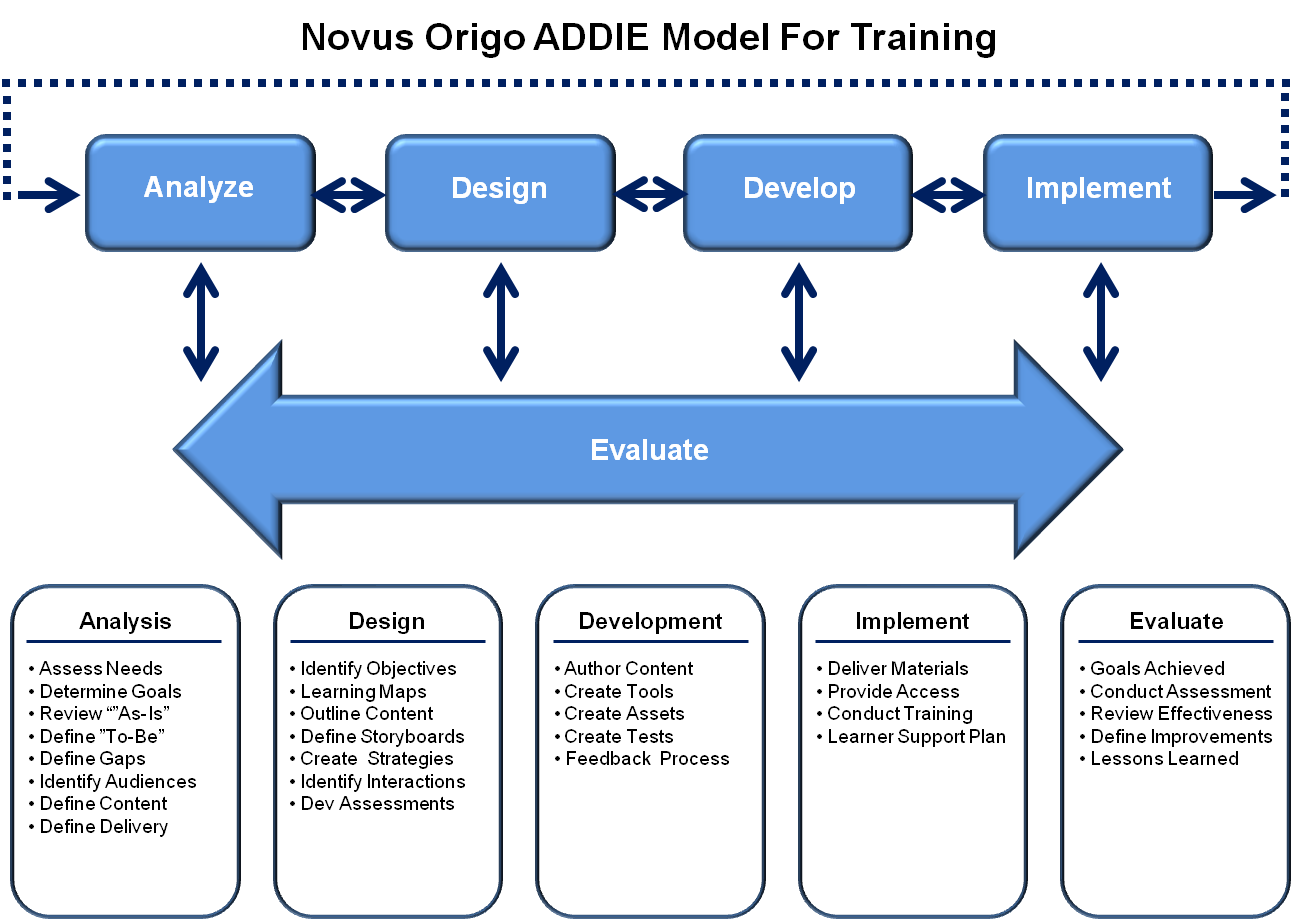 Novus Origo ADDIE Model For Training
Analyze
Design
Develop
Implement
Evaluate
Analysis
• Assess Needs
• Determine Goals
• Review “”As-Is”
• Define ”To-Be”
• Define Gaps
• Identify Audiences
• Define Content
• Define Delivery
Design
• Identify Objectives
• Learning Maps
• Outline Content
• Define Storyboards
• Create  Strategies
• Identify Interactions
• Dev Assessments
Development
• Author Content
• Create Tools
• Create Assets
• Create Tests
• Feedback  Process
Implement
• Deliver Materials
• Provide Access
• Conduct Training
• Learner Support Plan
Evaluate
• Goals Achieved
• Conduct Assessment
• Review Effectiveness
• Define Improvements
• Lessons Learned